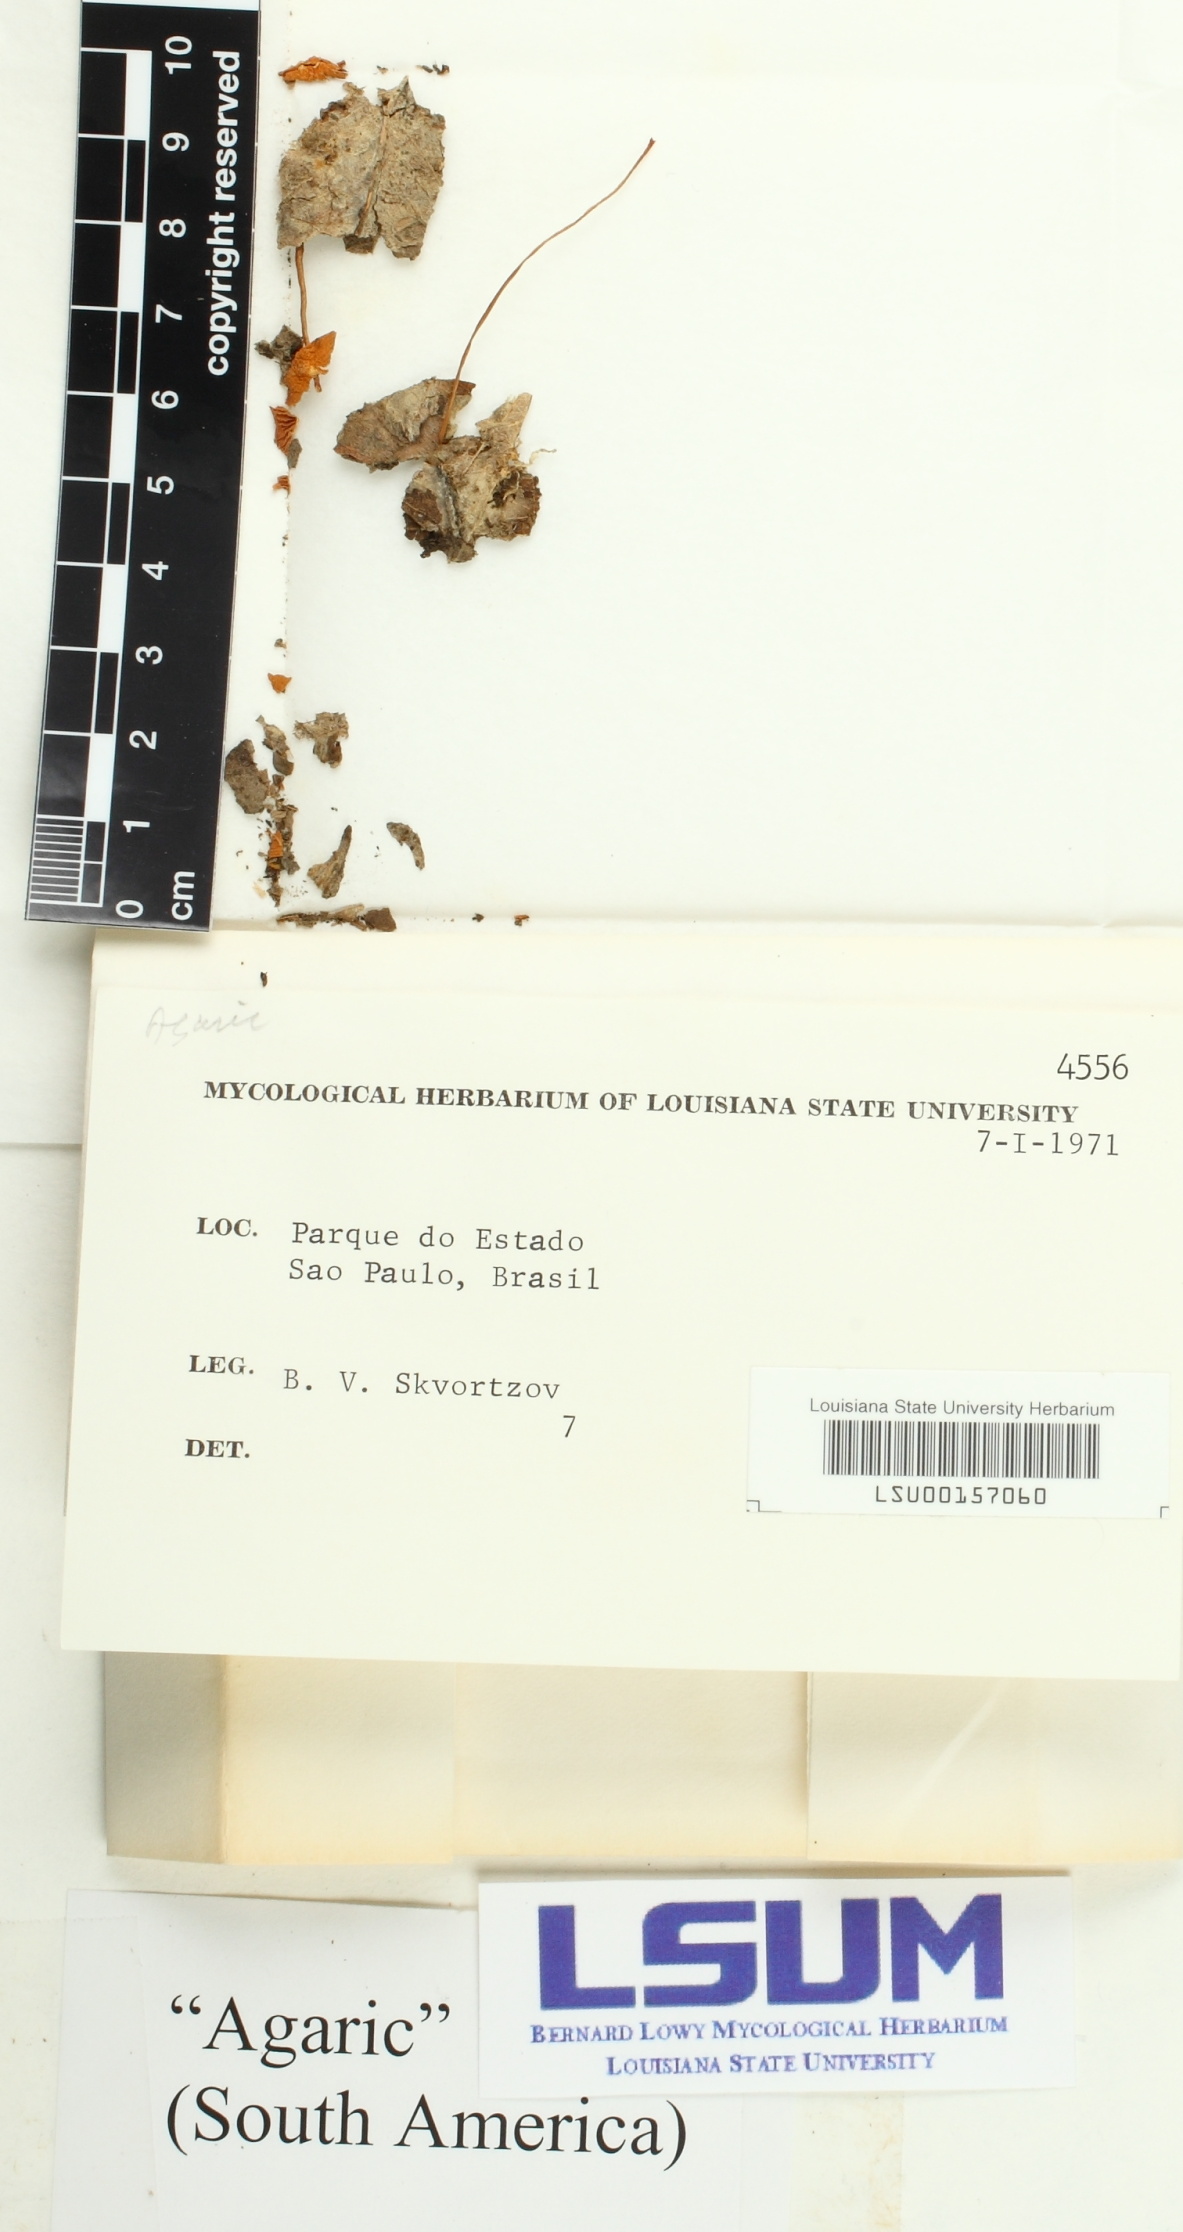 10
9
8
7
6
5
4
3
2
1
0
cm
copyright reserved
Agaric
4556
MYCOLOGICAL HERBARIUM OF LOUISIANA STATE UNIVERSITY
7-I-1971
LOC. Parque do Estado
Sao Paulo, Brasil
LEG. B. V. Skvortzov
7
DET.
Louisiana State University Herbarium
LSU00157060
LSUM
BERNARD LOWY MYCOLOGICAL HERBARIUM
LOUISIANA STATE UNIVERSITY
“Agaric”
(South America)